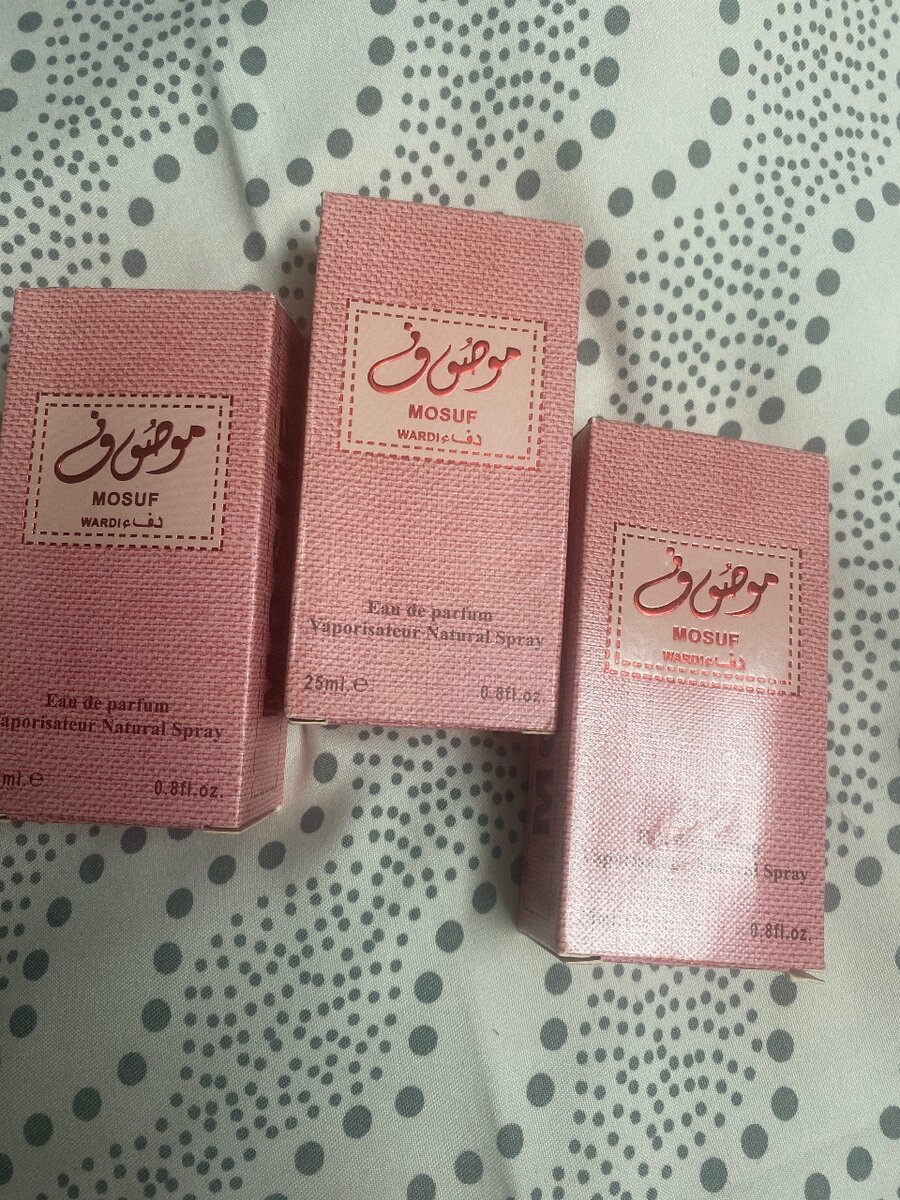 موصوف
MOSUF
WARDI دفء
Eau de parfum
Vaporisateur Natural Spray
ml.e
0.8fl.oz.
موصوف
MOSUF
WARDI دفء
Eau de parfum
Vaporisateur Natural Spray
25ml.e
0.8fl.oz.
موصوف
MOSUF
WARDI دفء
Spray
0.8fl.oz.